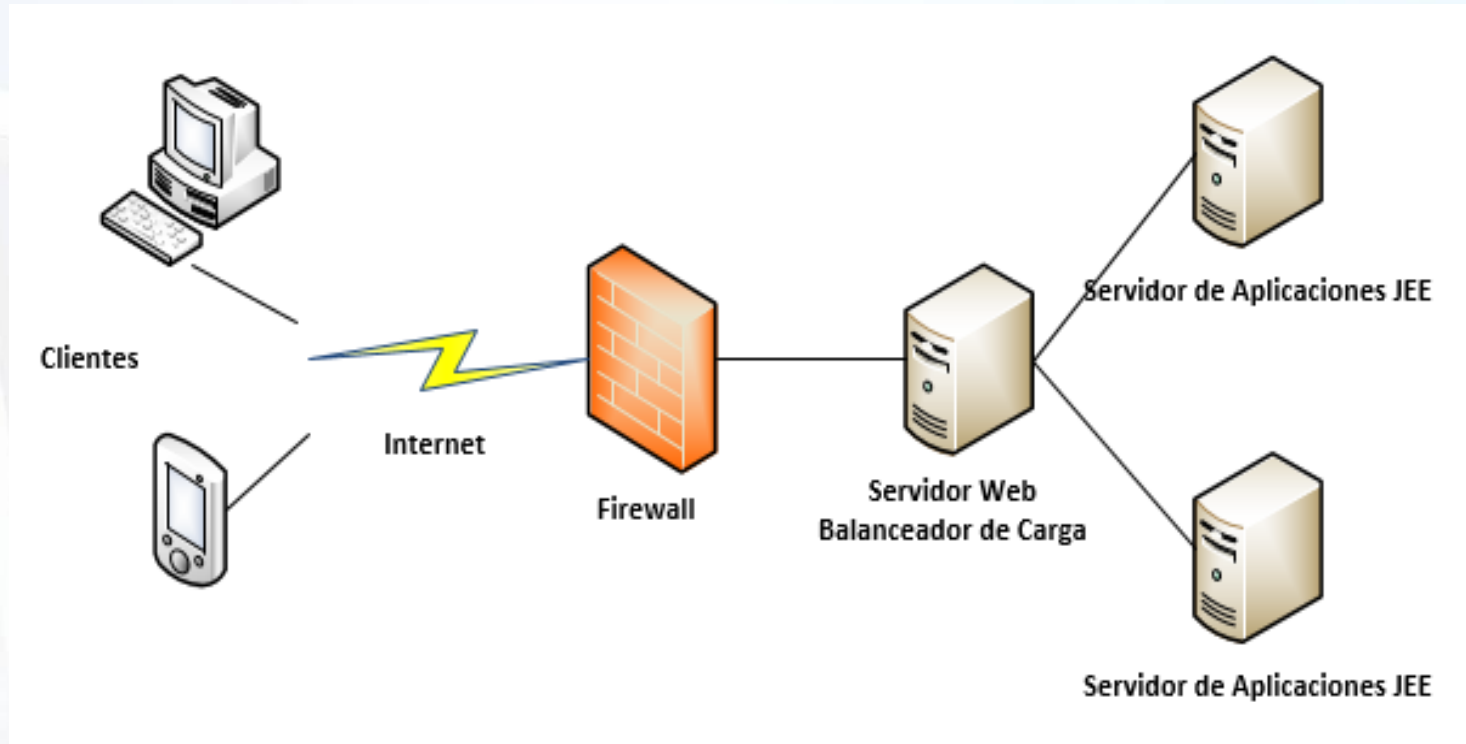 Clientes
Internet
Firewall
Servidor Web
Balanceador de Carga
Servidor de Aplicaciones JEE
Servidor de Aplicaciones JEE